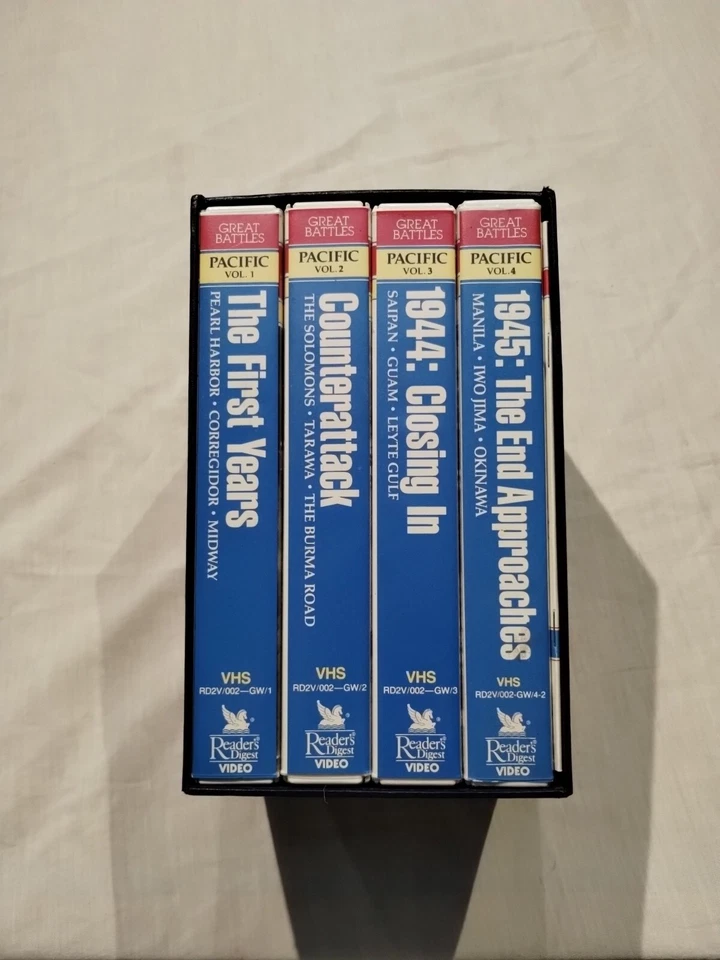 GREAT
BATTLES
PACIFIC
VOL. 1
The First Years
PEARL HARBOR • CORREGIDOR • MIDWAY
VHS
RD2V/002—GW/1
Reader's®
Digest
VIDEO
GREAT
BATTLES
PACIFIC
VOL. 2
Counterattack
THE SOLOMONS • TARAWA • THE BURMA ROAD
VHS
RD2V/002—GW/2
Reader's®
Digest
VIDEO
GREAT
BATTLES
PACIFIC
VOL. 3
1944: Closing In
SAIPAN • GUAM • LEYTE GULF
VHS
RD2V/002—GW/3
Reader's®
Digest
VIDEO
GREAT
BATTLES
PACIFIC
VOL. 4
1945: The End Approaches
MANILA • IWO JIMA • OKINAWA
VHS
RD2V/002-GW/4-2
Reader's®
Digest
VIDEO